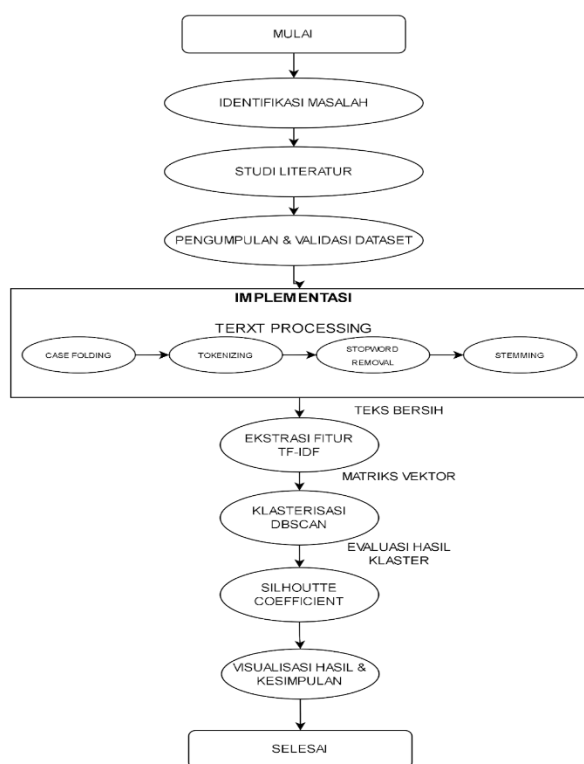 MULAI
IDENTIFIKASI MASALAH
STUDI LITERATUR
PENGUMPULAN & VALIDASI DATASET
IMPLEMENTASI
TERXT PROCESSING
CASE FOLDING
TOKENIZING
STOPWORD
REMOVAL
STEMMING
TEKS BERSIH
EKSTRASI FITUR
TF-IDF
MATRIKS VEKTOR
KLASTERISASI
DBSCAN
EVALUASI HASIL
KLASTER
SILHOUTTE
COEFFICIENT
VISUALISASI HASIL &
KESIMPULAN
SELESAI